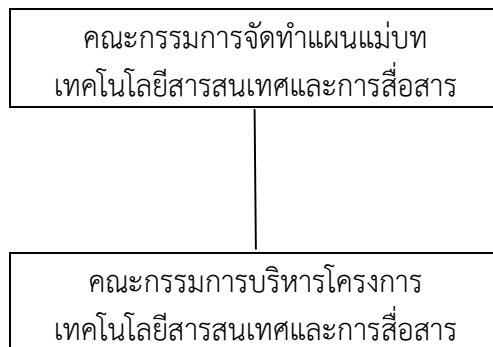 คณะกรรมการจัดทำแผนแม่บท
เทคโนโลยีสารสนเทศและการสื่อสาร
คณะกรรมการบริหารโครงการ
เทคโนโลยีสารสนเทศและการสื่อสาร